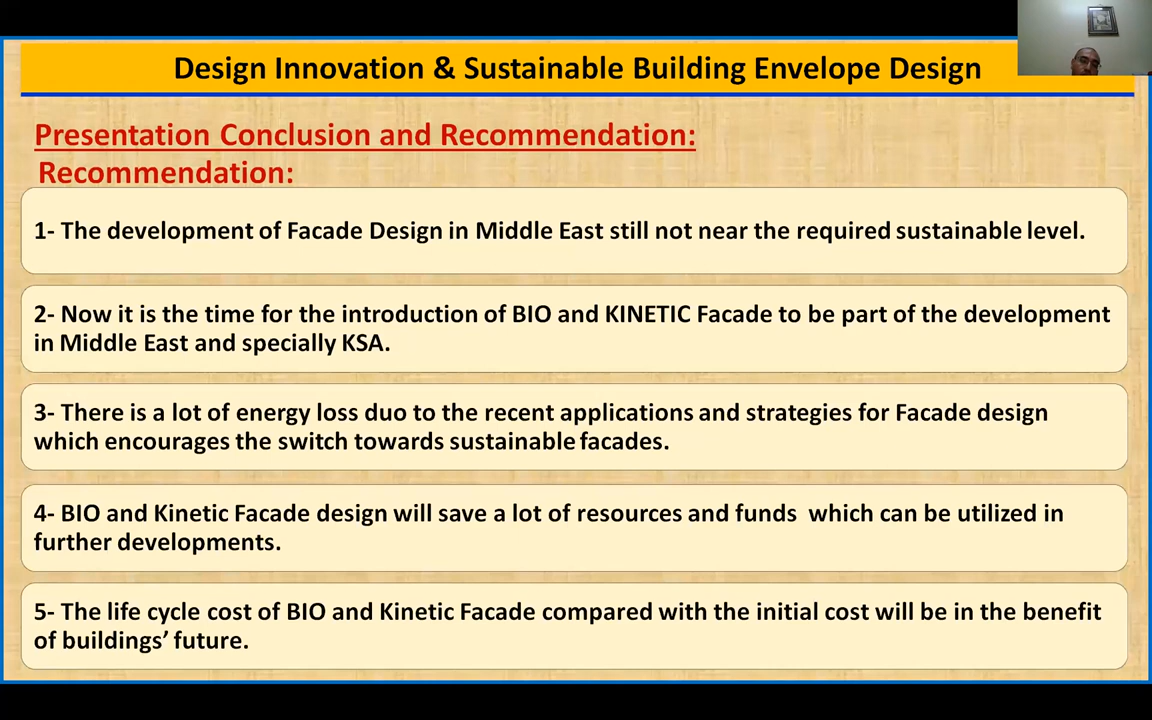 Design Innovation & Sustainable Building Envelope Design
Presentation Conclusion and Recommendation:
Recommendation:
1- The development of Facade Design in Middle East still not near the required sustainable level.
2- Now it is the time for the introduction of BIO and KINETIC Facade to be part of the development
in Middle East and specially KSA.
3- There is a lot of energy loss duo to the recent applications and strategies for Facade design
which encourages the switch towards sustainable facades.
4- BIO and Kinetic Facade design will save a lot of resources and funds which can be utilized in
further developments.
5- The life cycle cost of BIO and Kinetic Facade compared with the initial cost will be in the benefit
of buildings’ future.